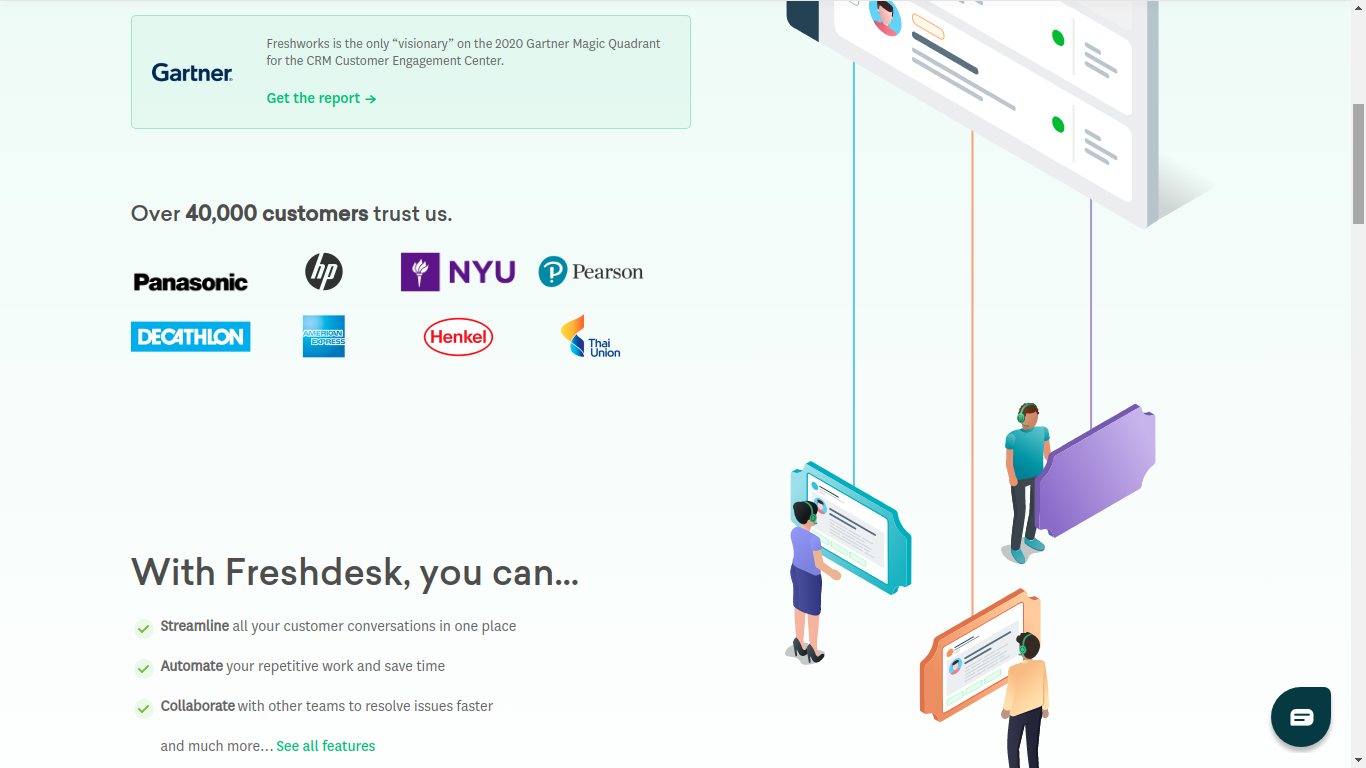 Freshworks is the only “visionary” on the 2020 Gartner Magic Quadrant
for the CRM Customer Engagement Center.
Gartner
Get the report →
Over 40,000 customers trust us.
Panasonic
hp
NYU
Pearson
DECATHLON
AMERICAN
EXPRESS
Henkel
Thai
Union
With Freshdesk, you can...
Streamline all your customer conversations in one place
Automate your repetitive work and save time
Collaborate with other teams to resolve issues faster
and much more... See all features